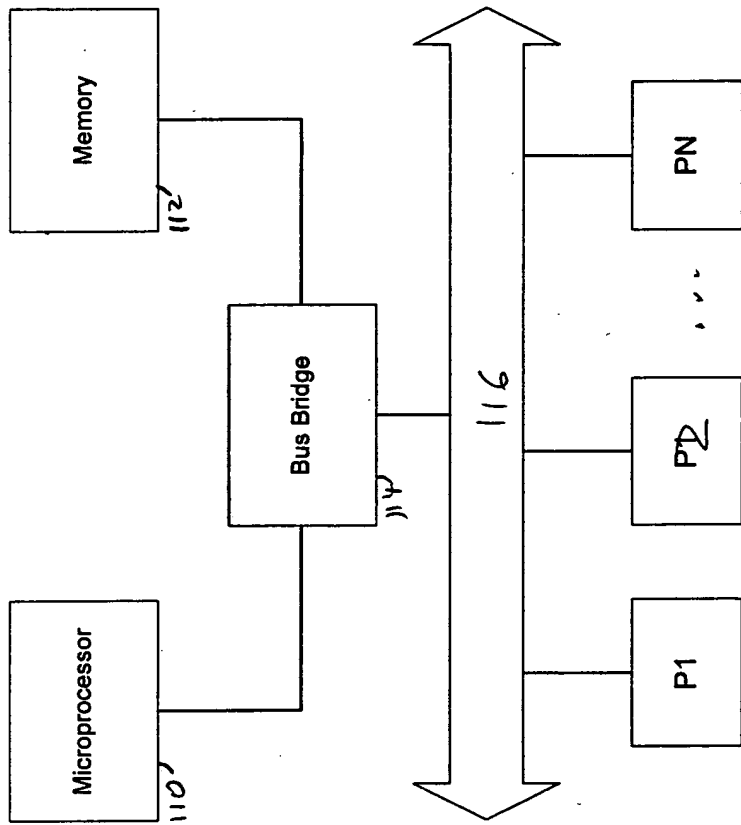 Microprocessor
110
Memory
112
Bus Bridge
114
116
P1
P2
...
PN